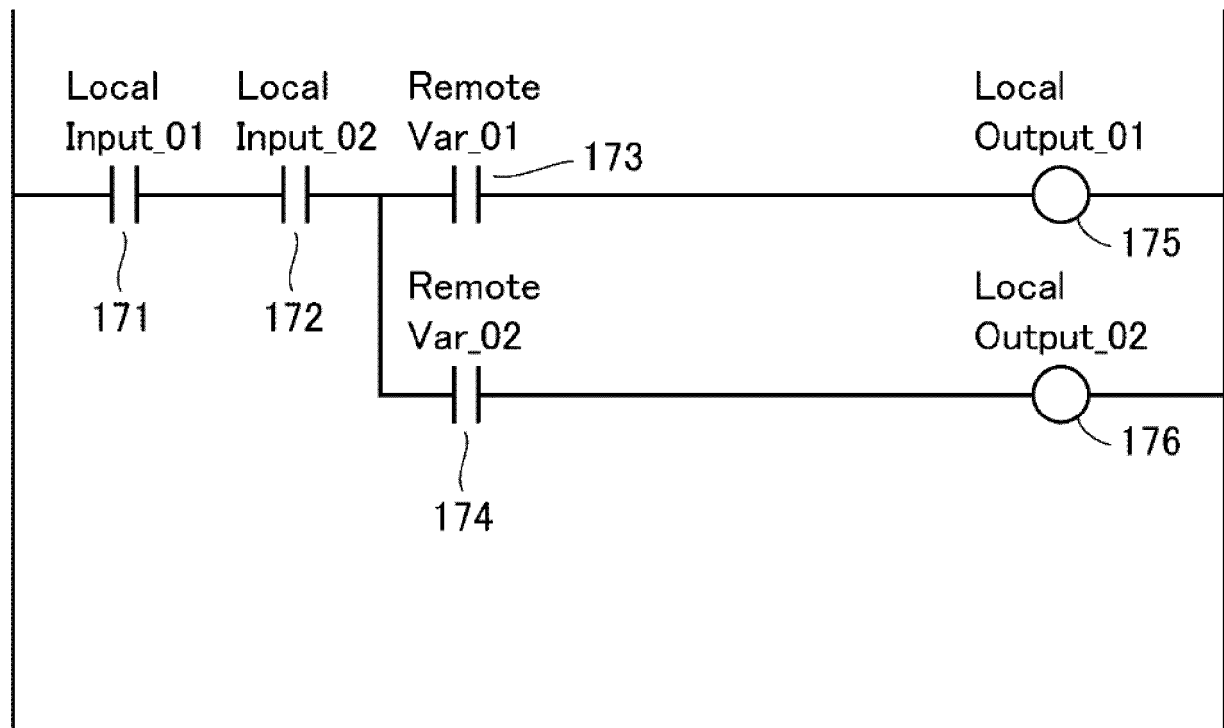 Local
Input_01
Local
Input_02
Remote
Var_01
173
Local
Output_01
175
171
172
Remote
Var_02
174
Local
Output_02
176